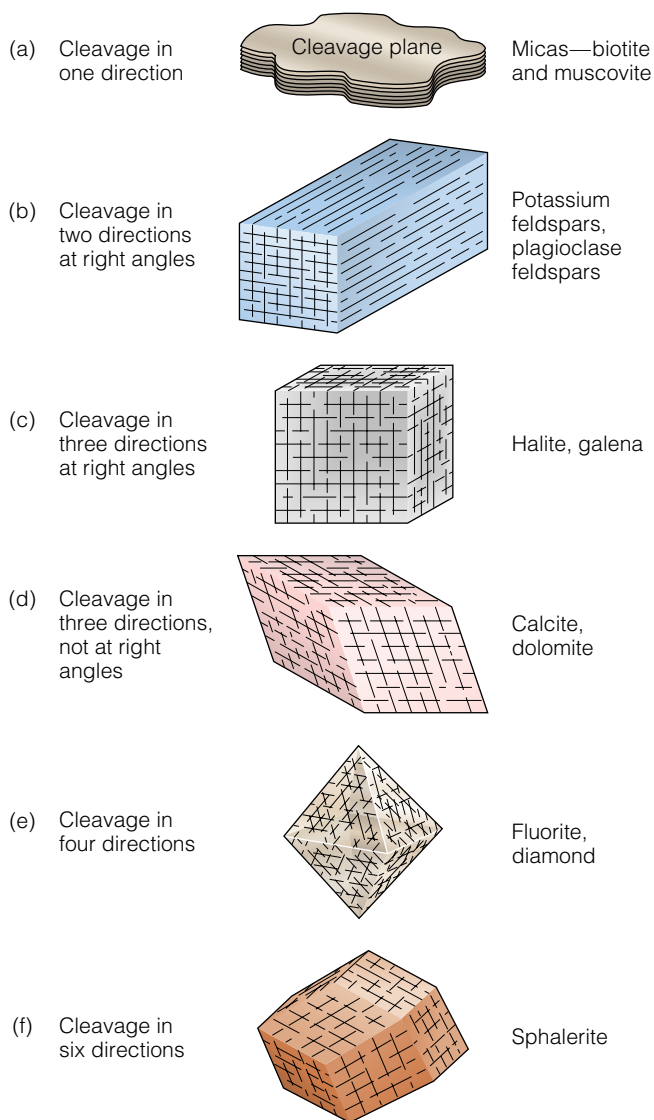 (a) Cleavage in
one direction
Cleavage plane
Micas—biotite
and muscovite
(b) Cleavage in
two directions
at right angles
Potassium
feldspars,
plagioclase
feldspars
(c) Cleavage in
three directions
at right angles
Halite, galena
(d) Cleavage in
three directions,
not at right
angles
Calcite,
dolomite
(e) Cleavage in
four directions
Fluorite,
diamond
(f) Cleavage in
six directions
Sphalerite